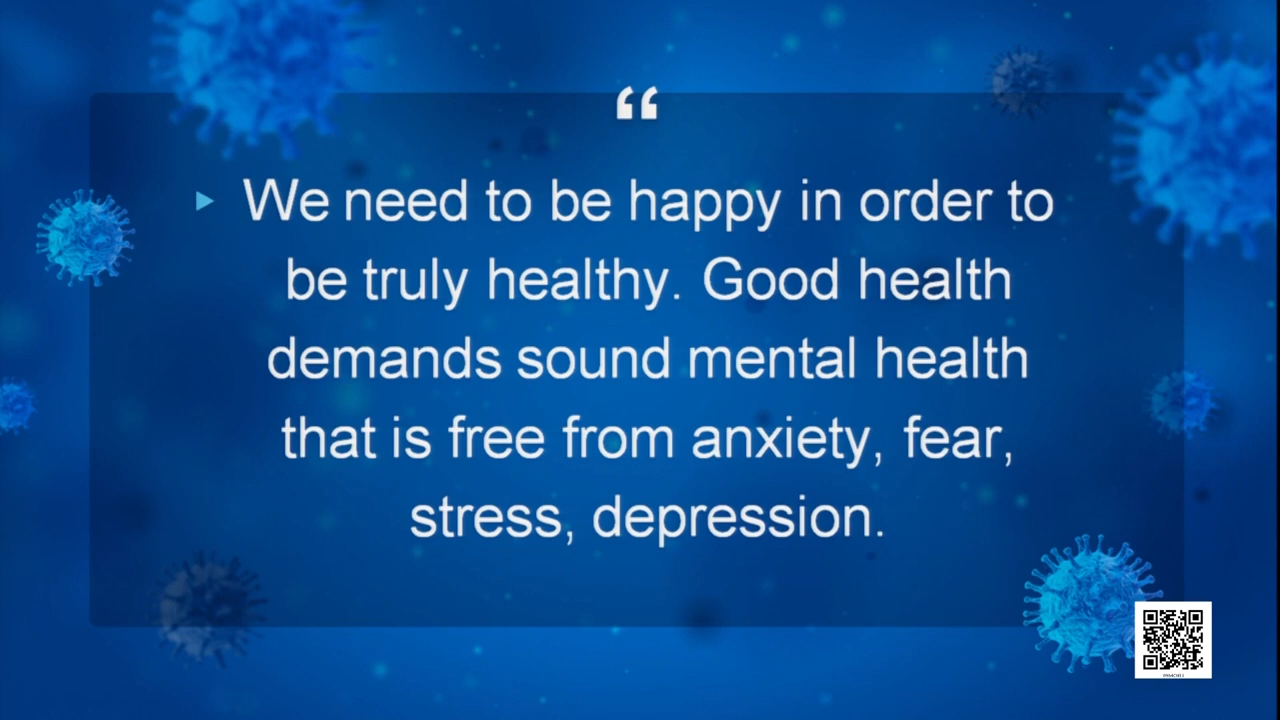 “
We need to be happy in order to
be truly healthy. Good health
demands sound mental health
that is free from anxiety, fear,
stress, depression.